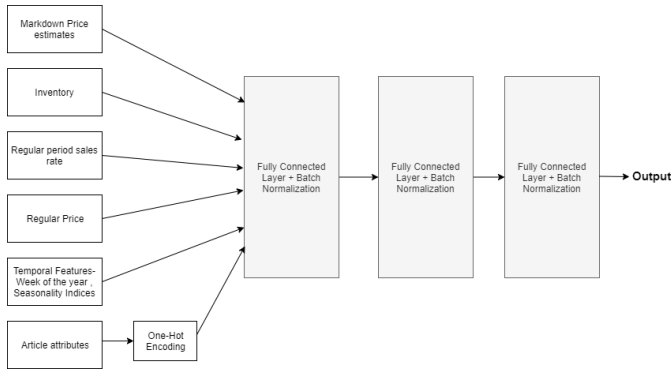 Markdown Price
estimates
Inventory
Regular period sales
rate
Regular Price
Temporal Features-
Week of the year ,
Seasonality Indices
Article attributes
One-Hot
Encoding
Fully Connected
Layer + Batch
Normalization
Fully Connected
Layer + Batch
Normalization
Fully Connected
Layer + Batch
Normalization
Output